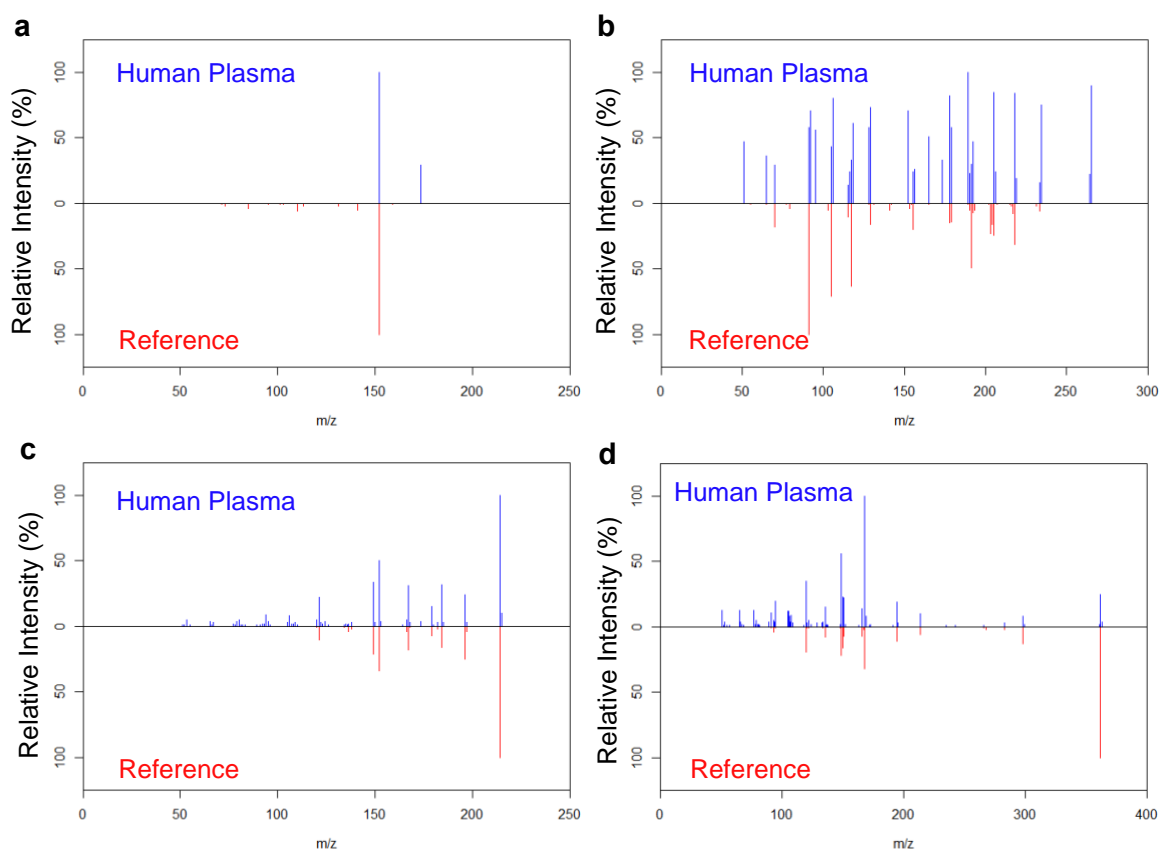 a
Human Plasma
Relative Intensity (%)
100
50
0
50
100
Reference
0 50 100 150 200 250
m/z
b
Human Plasma
Relative Intensity (%)
100
50
0
50
100
Reference
0 50 100 150 200 250 300
m/z
c
Human Plasma
Relative Intensity (%)
100
50
0
50
100
Reference
0 50 100 150 200 250
m/z
d
Human Plasma
Relative Intensity (%)
100
50
0
50
100
Reference
0 100 200 300 400
m/z